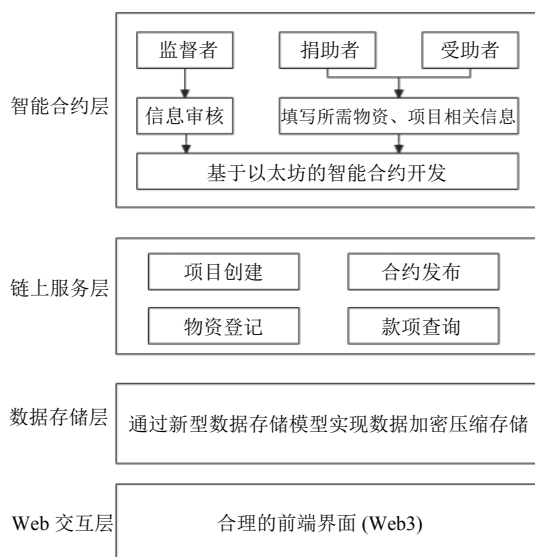 监督者
捐助者
受助者
智能合约层
信息审核
填写所需物资、项目相关信息
基于以太坊的智能合约开发
链上服务层
项目创建
合约发布
物资登记
款项查询
数据存储层
通过新型数据存储模型实现数据加密压缩存储
Web 交互层
合理的前端界面 (Web3)